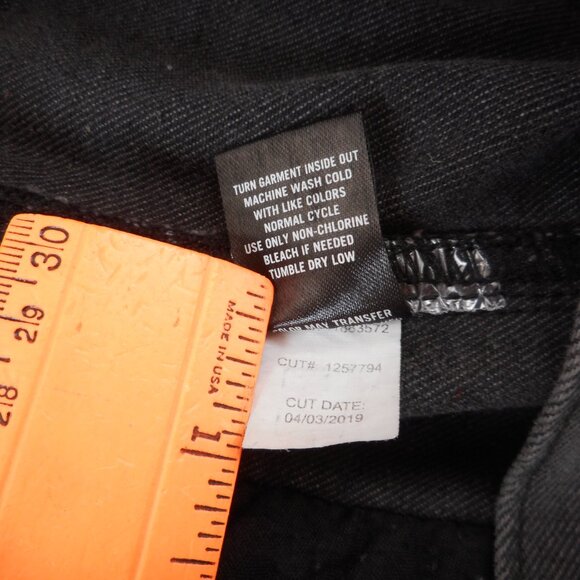 TURN GARMENT INSIDE OUT
MACHINE WASH COLD
WITH LIKE COLORS
NORMAL CYCLE
USE ONLY NON-CHLORINE
BLEACH IF NEEDED
TUMBLE DRY LOW
COLOR MAY TRANSFER
CUT# 1257794
CUT DATE:
04/03/2019
30
29
28
MADE IN USA
1